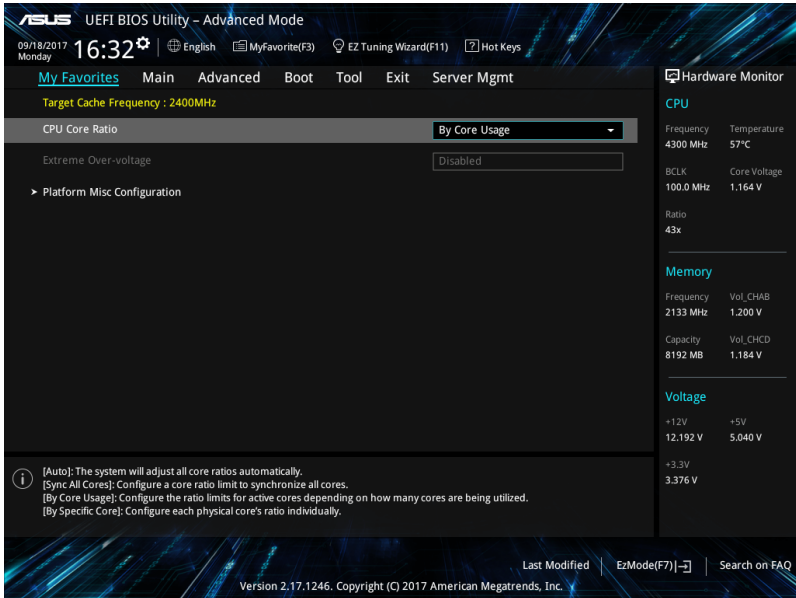 ASUS UEFI BIOS Utility – Advanced Mode
09/18/2017 Monday 16:32 English MyFavorite(F3) EZ Tuning Wizard(F11) ? Hot Keys
My Favorites Main Advanced Boot Tool Exit Server Mgmt
Target Cache Frequency : 2400MHz
CPU Core Ratio By Core Usage
Extreme Over-voltage Disabled
Platform Misc Configuration
Hardware Monitor
CPU
Frequency Temperature
4300 MHz 57°C
BCLK Core Voltage
100.0 MHz 1.164 V
Ratio
43x
Memory
Frequency Vol_CHAB
2133 MHz 1.200 V
Capacity Vol_CHCD
8192 MB 1.184 V
Voltage
+12V +5V
12.192 V 5.040 V
+3.3V
3.376 V
[Auto]: The system will adjust all core ratios automatically.
[Sync All Cores]: Configure a core ratio limit to synchronize all cores.
[By Core Usage]: Configure the ratio limits for active cores depending on how many cores are being utilized.
[By Specific Core]: Configure each physical core's ratio individually.
Last Modified EzMode(F7) Search on FAQ
Version 2.17.1246. Copyright (C) 2017 American Megatrends, Inc.